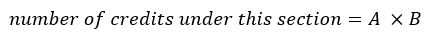 number of credits under this section = A × B